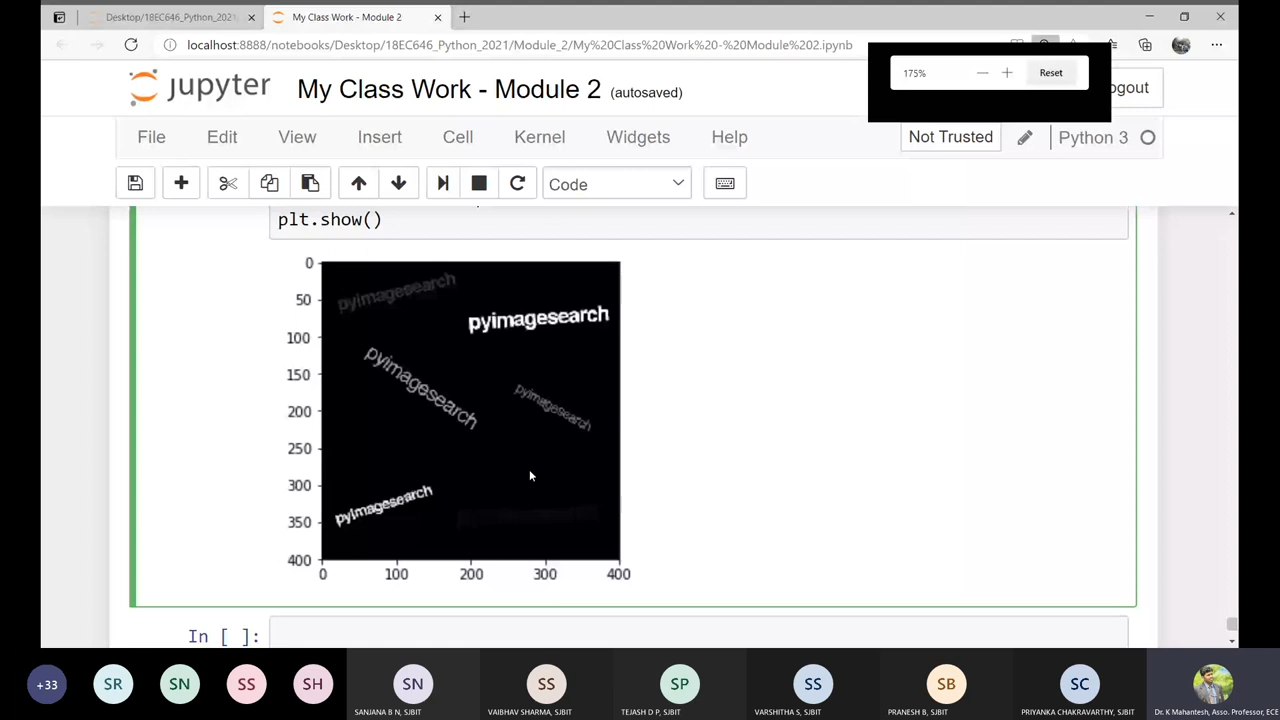 Desktop/18EC646_Python_2021/
My Class Work - Module 2
localhost:8888/notebooks/Desktop/18EC646_Python_2021/Module_2/My%20Class%20Work%20-%20Module%202.ipynb
175%
Reset
jupyter
My Class Work - Module 2 (autosaved)
ogout
File Edit View Insert Cell Kernel Widgets Help
Not Trusted
Python 3
Code
plt.show()
0
50
100
150
200
250
300
350
400
pyimagesearch
pyimagesearch
pyimagesearch
pyimagesearch
pyimagesearch
0 100 200 300 400
In [ ]:
+33 SR SN SS SH SN SS SP SS SB SC
SANJANA B N, SJBIT VAIBHAV SHARMA, SJBIT TEJASH D P, SJBIT VARSHITHA S, SJBIT PRANESH B, SJBIT PRIYANKA CHAKRAVARTHY, SJBIT Dr. K Mahantesh, Asso. Professor, ECE